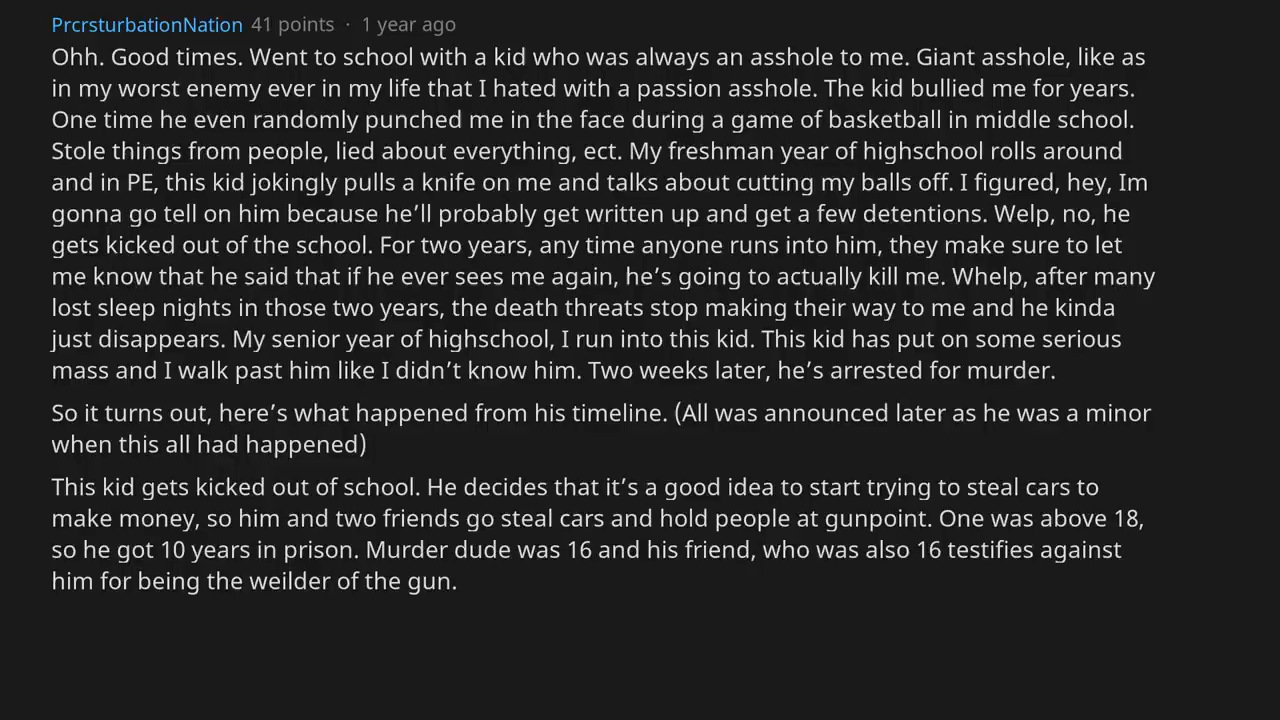 PrcrsturbationNation 41 points · 1 year ago
Ohh. Good times. Went to school with a kid who was always an asshole to me. Giant asshole, like as
in my worst enemy ever in my life that I hated with a passion asshole. The kid bullied me for years.
One time he even randomly punched me in the face during a game of basketball in middle school.
Stole things from people, lied about everything, ect. My freshman year of highschool rolls around
and in PE, this kid jokingly pulls a knife on me and talks about cutting my balls off. I figured, hey, Im
gonna go tell on him because he’ll probably get written up and get a few detentions. Welp, no, he
gets kicked out of the school. For two years, any time anyone runs into him, they make sure to let
me know that he said that if he ever sees me again, he’s going to actually kill me. Whelp, after many
lost sleep nights in those two years, the death threats stop making their way to me and he kinda
just disappears. My senior year of highschool, I run into this kid. This kid has put on some serious
mass and I walk past him like I didn’t know him. Two weeks later, he’s arrested for murder.
So it turns out, here’s what happened from his timeline. (All was announced later as he was a minor
when this all had happened)
This kid gets kicked out of school. He decides that it’s a good idea to start trying to steal cars to
make money, so him and two friends go steal cars and hold people at gunpoint. One was above 18,
so he got 10 years in prison. Murder dude was 16 and his friend, who was also 16 testifies against
him for being the weilder of the gun.